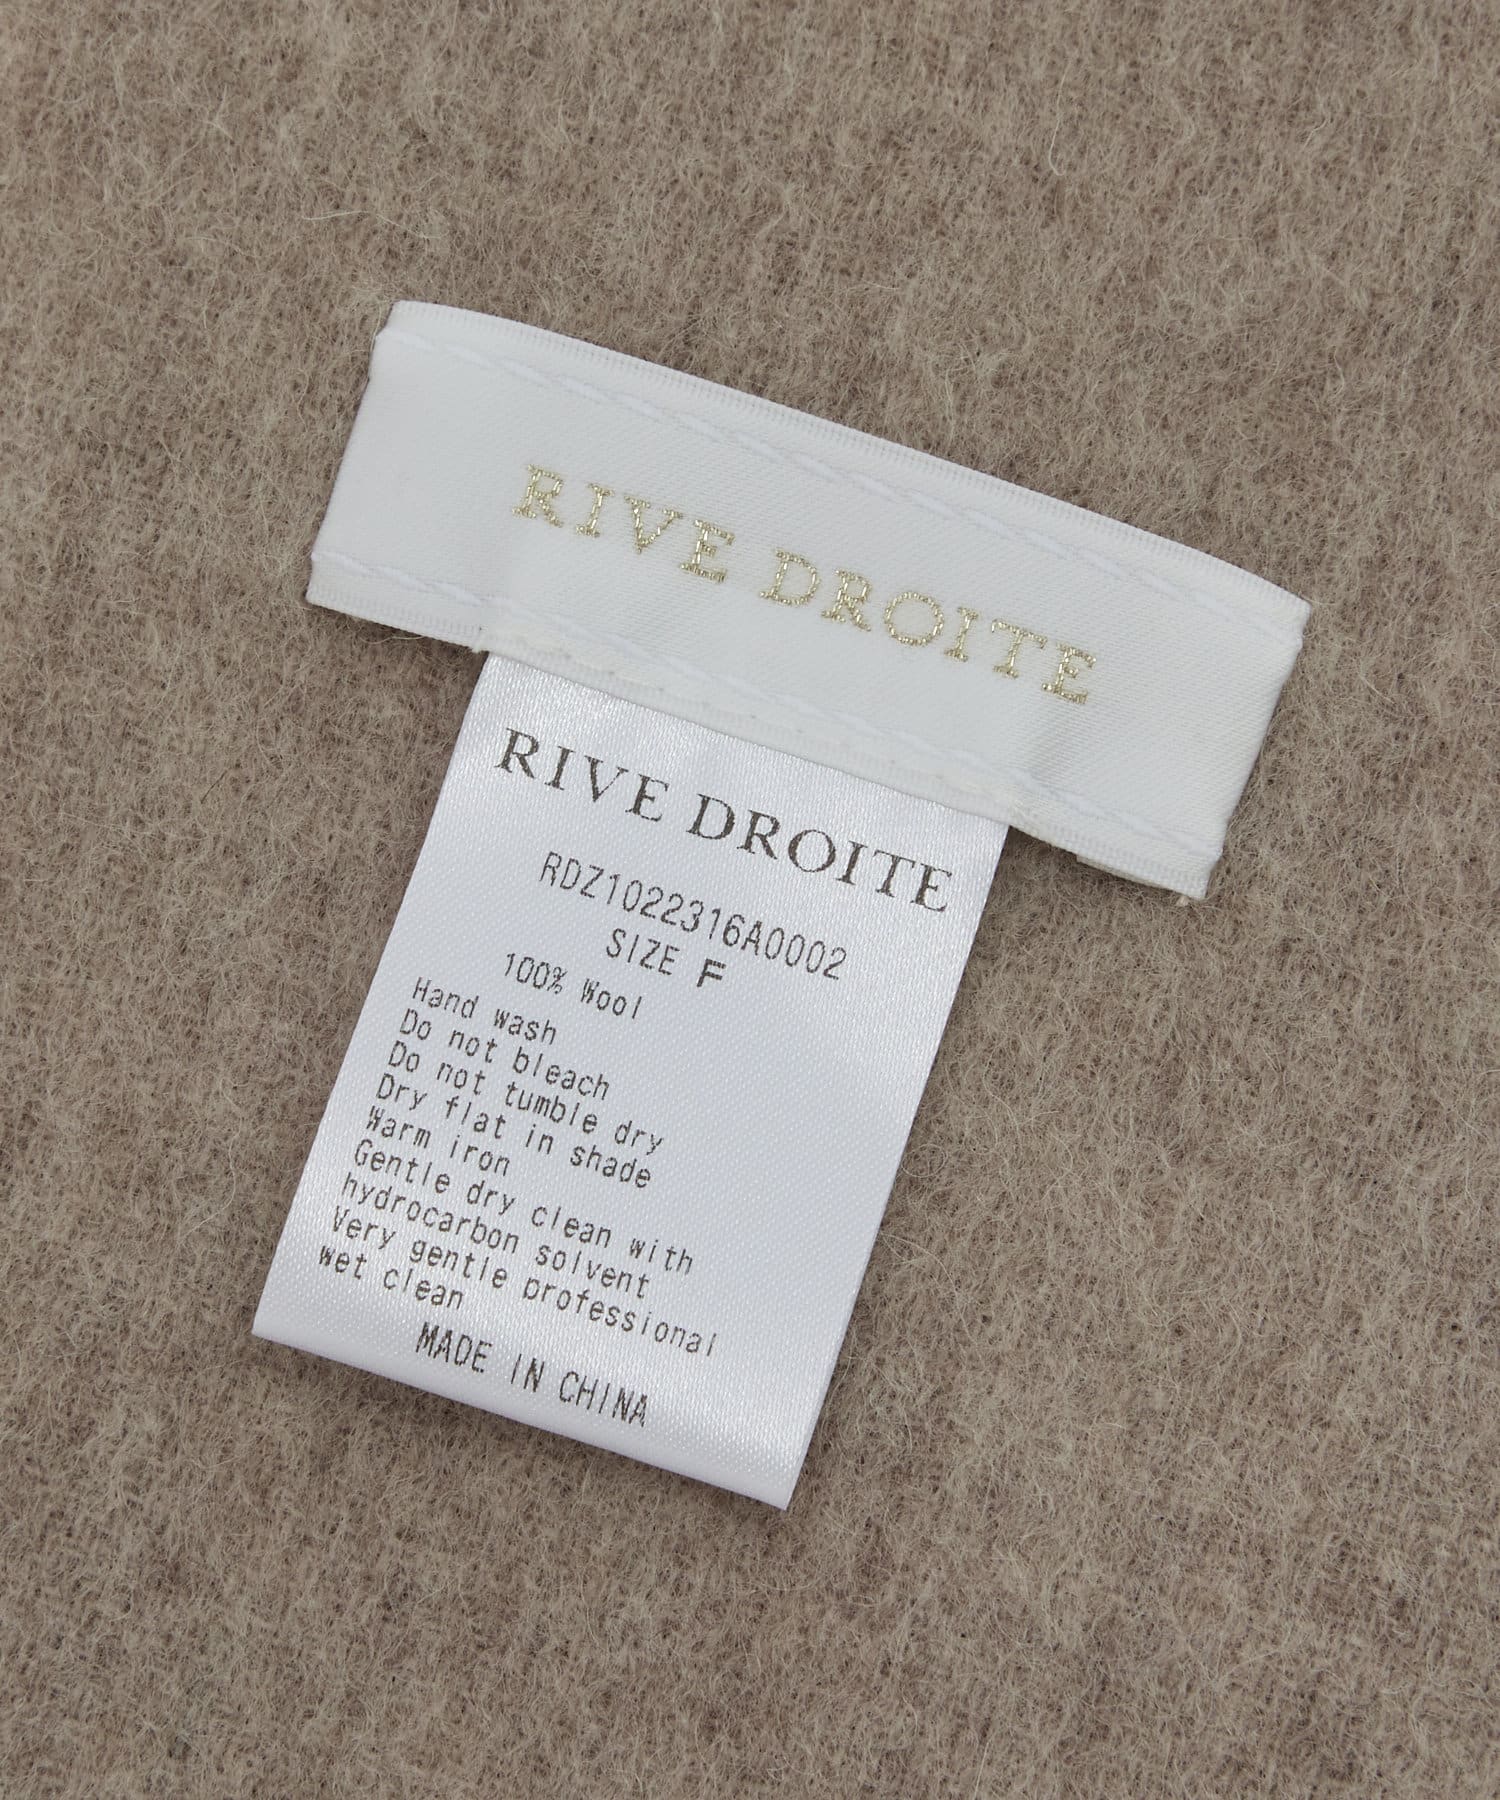 RIVE DROITE
RIVE DROITE
RDZ1022316A0002
SIZE F
100% Wool
Hand wash
Do not bleach
Do not tumble dry
Dry flat in shade
Warm iron
Gentle dry clean with
hydrocarbon solvent
Very gentle professional
wet clean
MADE IN CHINA